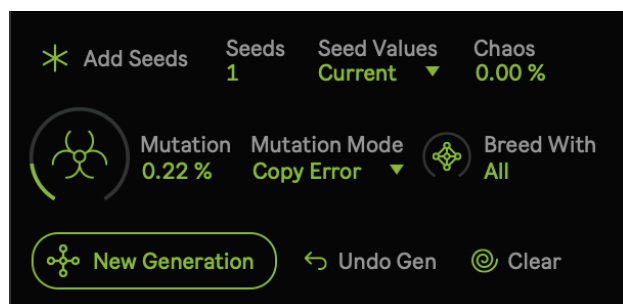 Add Seeds
Seeds
1
Seed Values
Current
Chaos
0.00 %
Mutation
0.22 %
Mutation Mode
Copy Error
Breed With
All
New Generation
Undo Gen
Clear